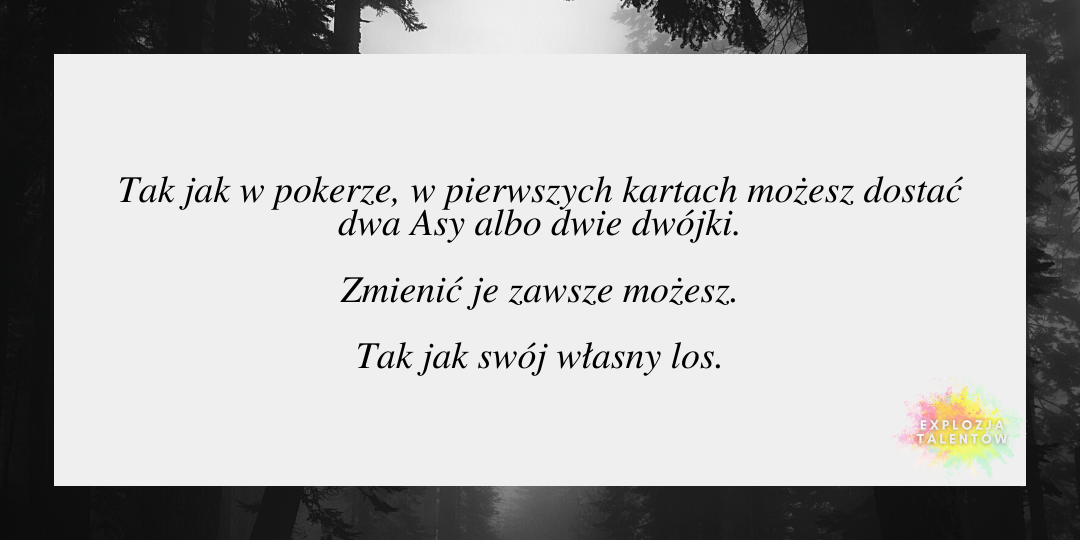 Tak jak w pokerze, w pierwszych kartach możesz dostać
dwa Asy albo dwie dwójki.
Zmienić je zawsze możesz.
Tak jak swój własny los.
EXPLOZJA
TALENTÓW